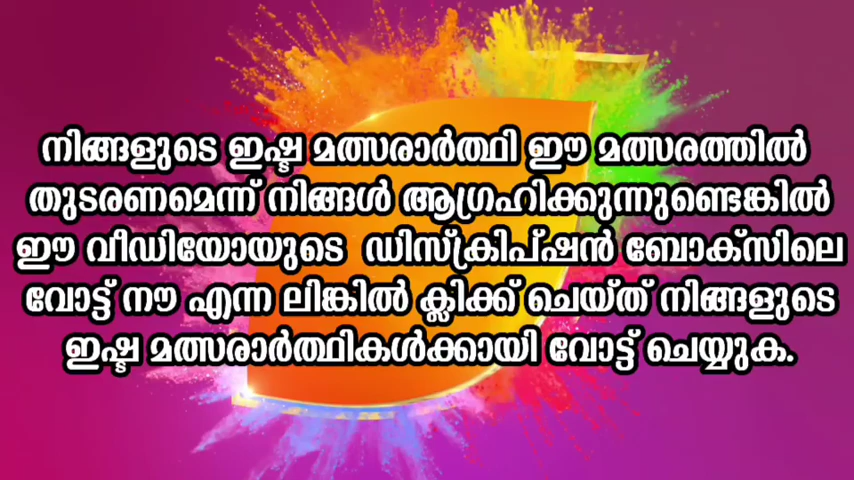 നിങ്ങളുടെ ഇഷ്ട മത്സരാർത്ഥി ഈ മത്സരത്തിൽ
തുടരണമെന്ന് നിങ്ങൾ ആഗ്രഹിക്കുന്നുണ്ടെങ്കിൽ
ഈ വീഡിയോയുടെ ഡിസ്ക്രിപ്ഷൻ ബോക്സിലെ
വോട്ട് നൗ എന്ന ലിങ്കിൽ ക്ലിക്ക് ചെയ്ത് നിങ്ങളുടെ
ഇഷ്ട മത്സരാർത്ഥികൾക്കായി വോട്ട് ചെയ്യുക.